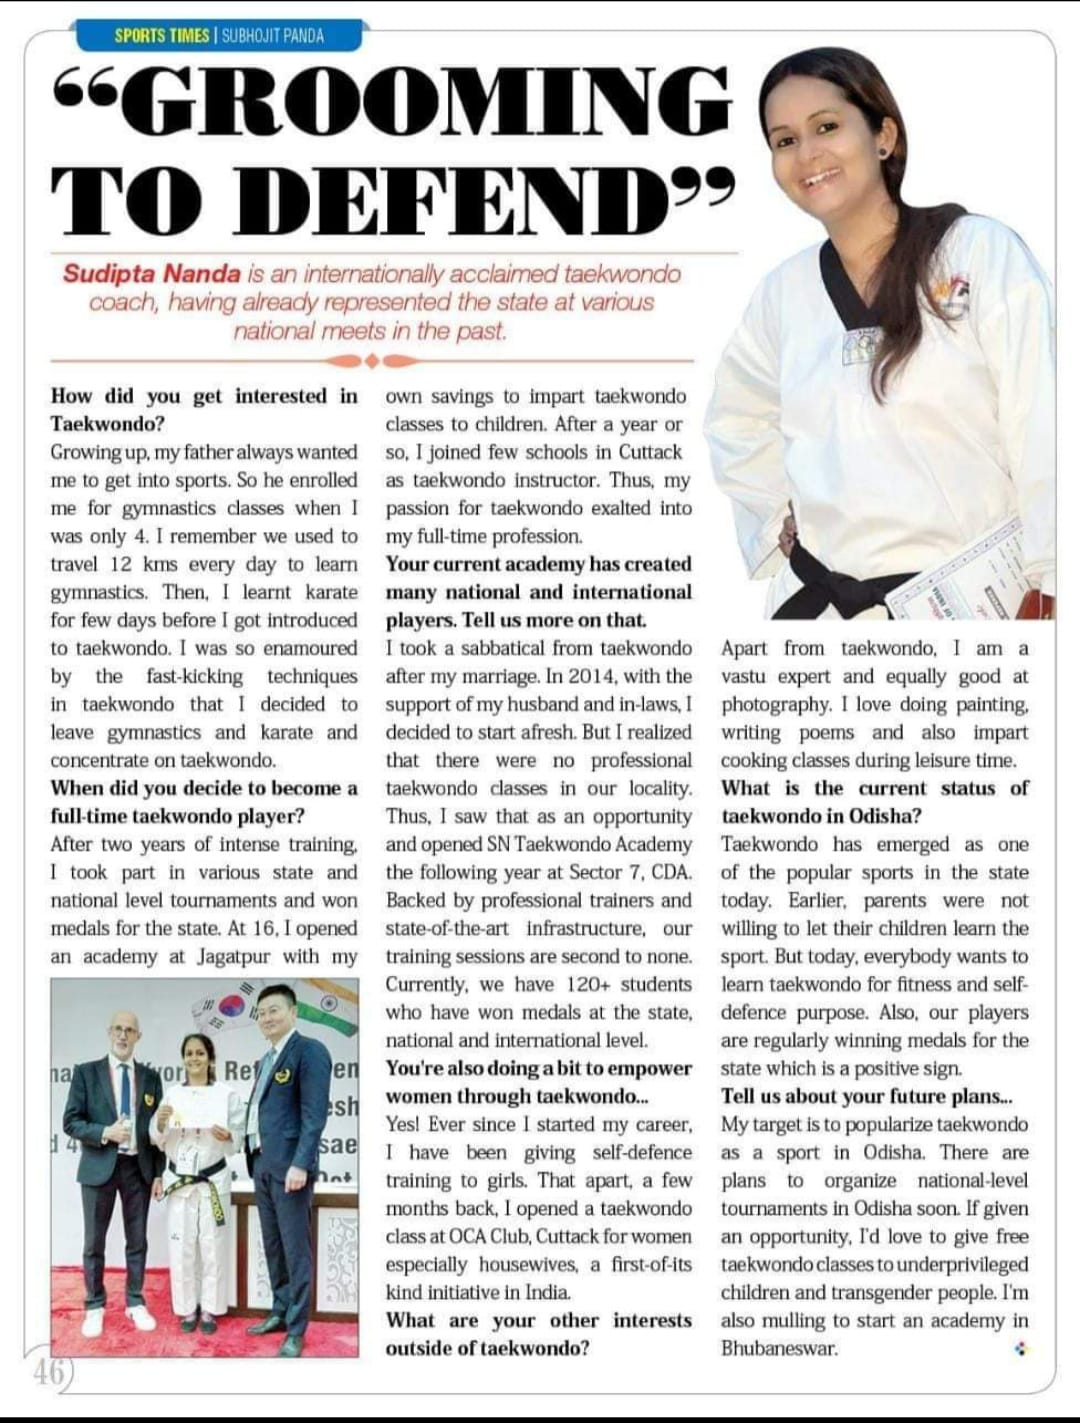 SPORTS TIMES | SUBHOJIT PANDA
“GROOMING
TO DEFEND”
Sudipta Nanda is an internationally acclaimed taekwondo
coach, having already represented the state at various
national meets in the past.
How did you get interested in
Taekwondo?
Growing up, my father always wanted
me to get into sports. So he enrolled
me for gymnastics classes when I
was only 4. I remember we used to
travel 12 kms every day to learn
gymnastics. Then, I learnt karate
for few days before I got introduced
to taekwondo. I was so enamoured
by the fast-kicking techniques
in taekwondo that I decided to
leave gymnastics and karate and
concentrate on taekwondo.
When did you decide to become a
full-time taekwondo player?
After two years of intense training,
I took part in various state and
national level tournaments and won
medals for the state. At 16, I opened
an academy at Jagatpur with my
own savings to impart taekwondo
classes to children. After a year or
so, I joined few schools in Cuttack
as taekwondo instructor. Thus, my
passion for taekwondo exalted into
my full-time profession.
Your current academy has created
many national and international
players. Tell us more on that.
I took a sabbatical from taekwondo
after my marriage. In 2014, with the
support of my husband and in-laws, I
decided to start afresh. But I realized
that there were no professional
taekwondo classes in our locality.
Thus, I saw that as an opportunity
and opened SN Taekwondo Academy
the following year at Sector 7, CDA.
Backed by professional trainers and
state-of-the-art infrastructure, our
training sessions are second to none.
Currently, we have 120+ students
who have won medals at the state,
national and international level.
You're also doing a bit to empower
women through taekwondo...
Yes! Ever since I started my career,
I have been giving self-defence
training to girls. That apart, a few
months back, I opened a taekwondo
class at OCA Club, Cuttack for women
especially housewives, a first-of-its
kind initiative in India.
What are your other interests
outside of taekwondo?
Apart from taekwondo, I am a
vastu expert and equally good at
photography. I love doing painting,
writing poems and also impart
cooking classes during leisure time.
What is the current status of
taekwondo in Odisha?
Taekwondo has emerged as one
of the popular sports in the state
today. Earlier, parents were not
willing to let their children learn the
sport. But today, everybody wants to
learn taekwondo for fitness and self-
defence purpose. Also, our players
are regularly winning medals for the
state which is a positive sign.
Tell us about your future plans...
My target is to popularize taekwondo
as a sport in Odisha. There are
plans to organize national-level
tournaments in Odisha soon. If given
an opportunity, I'd love to give free
taekwondo classes to underprivileged
children and transgender people. I'm
also mulling to start an academy in
Bhubaneswar.
46